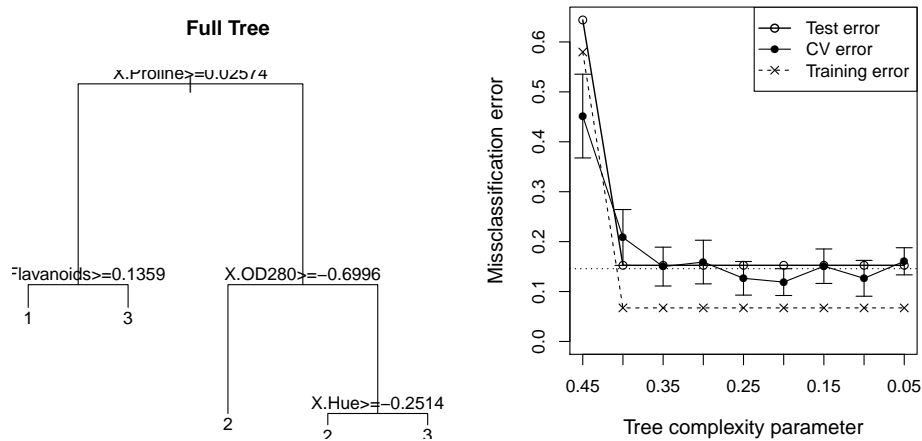 Full Tree
X.Proline>=0.02574
Flavanoids>=0.1359
X.OD280>=−0.6996
1
3
2
X.Hue>=−0.2514
2
3
Test error
CV error
Training error
Missclassification error
0.6
0.5
0.4
0.3
0.2
0.1
0.0
0.45
0.35
0.25
0.15
0.05
Tree complexity parameter